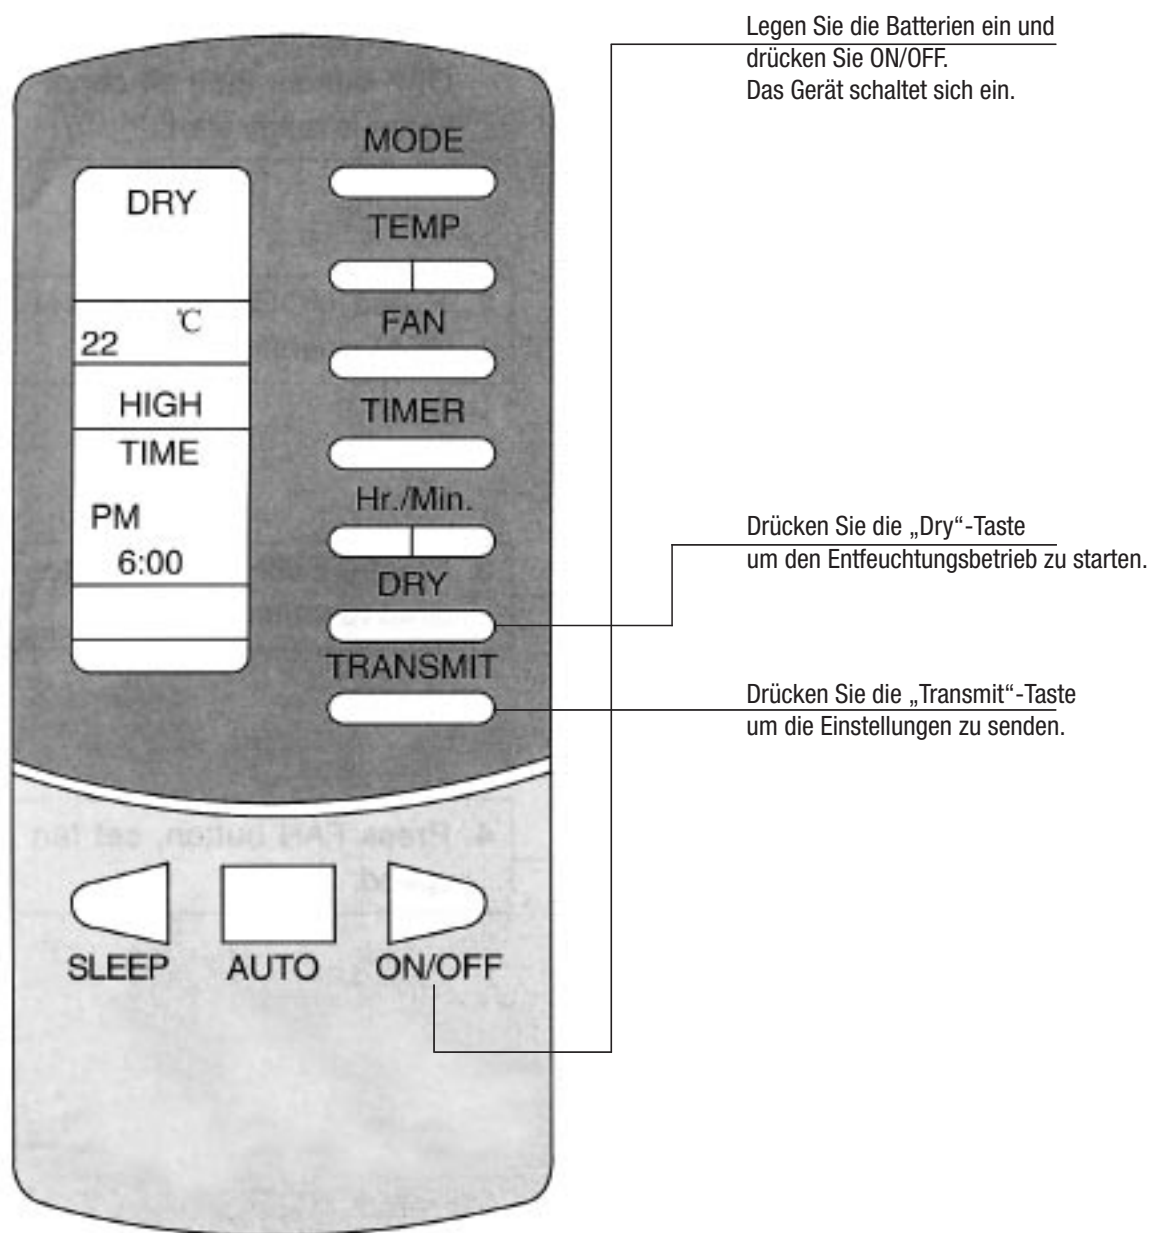 Legen Sie die Batterien ein und
drücken Sie ON/OFF.
Das Gerät schaltet sich ein.
MODE
DRY
TEMP
°C
22
FAN
HIGH
TIMER
TIME
Hr./Min.
PM
6:00
DRY
TRANSMIT
Drücken Sie die „Dry“-Taste
um den Entfeuchtungsbetrieb zu starten.
Drücken Sie die „Transmit“-Taste
um die Einstellungen zu senden.
4. Press FAN button, set fan
SLEEP
AUTO
ON/OFF